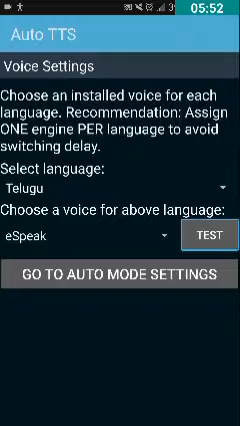 05:52
Auto TTS
Voice Settings
Choose an installed voice for each
language. Recommendation: Assign
ONE engine PER language to avoid
switching delay.
Select language:
Telugu
Choose a voice for above language:
eSpeak
TEST
GO TO AUTO MODE SETTINGS